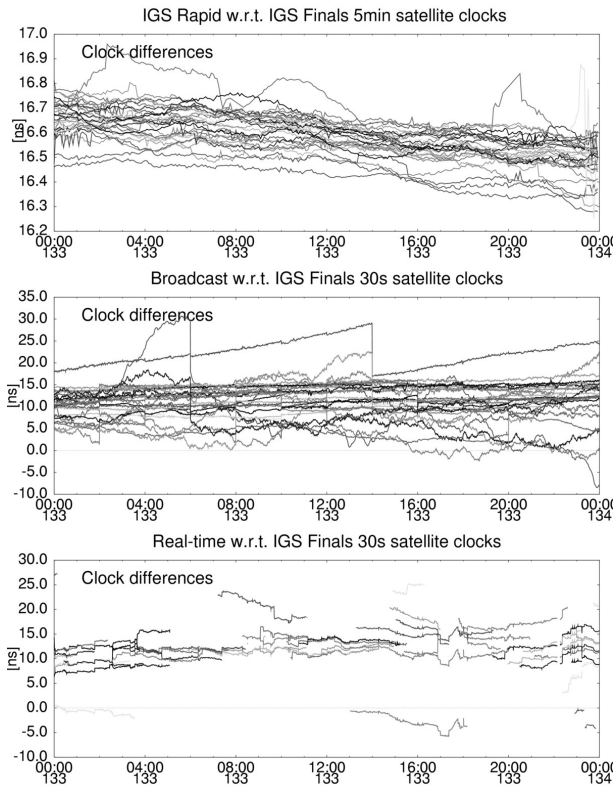 IGS Rapid w.r.t. IGS Finals 5min satellite clocks
17.0
Clock differences
16.9
16.8
16.7
[ns]
16.6
16.5
16.4
16.3
16.2
00:00 04:00 08:00 12:00 16:00 20:00 00:00
133 133 133 133 133 133 134
Broadcast w.r.t. IGS Finals 30s satellite clocks
35.0
Clock differences
30.0
25.0
20.0
15.0
[ns]
10.0
5.0
0.0
-5.0
-10.0
00:00 04:00 08:00 12:00 16:00 20:00 00:00
133 133 133 133 133 133 134
Real-time w.r.t. IGS Finals 30s satellite clocks
30.0
Clock differences
25.0
20.0
15.0
[ns]
10.0
5.0
0.0
-5.0
-10.0
00:00 04:00 08:00 12:00 16:00 20:00 00:00
133 133 133 133 133 133 134